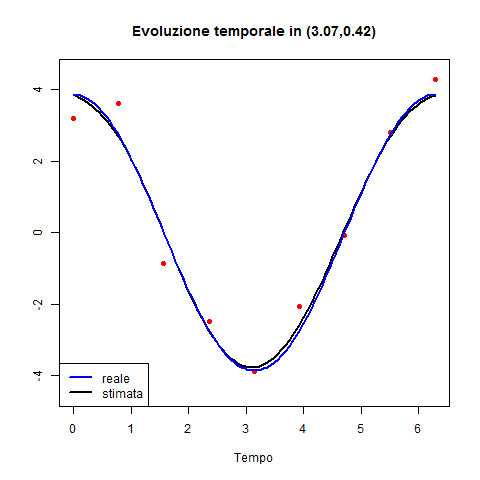 Evoluzione temporale in (3.07,0.42)
4
2
0
-2
-4
reale
stimata
0 1 2 3 4 5 6
Tempo